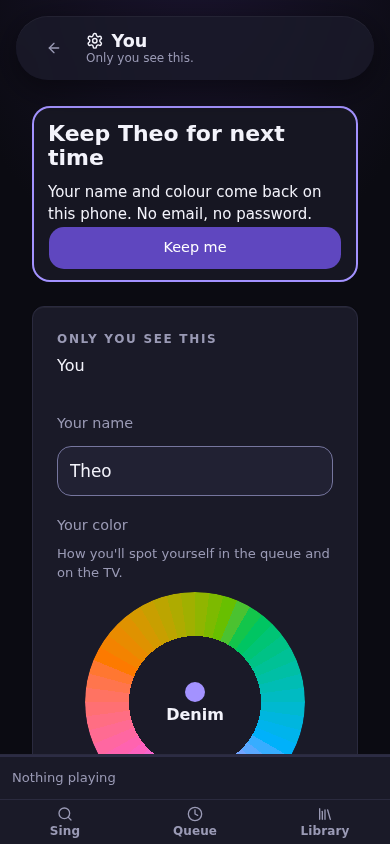 You
Only you see this.
Keep Theo for next
time
Your name and colour come back on
this phone. No email, no password.
Keep me
ONLY YOU SEE THIS
You
Your name
Theo
Your color
How you'll spot yourself in the queue and
on the TV.
Denim
Nothing playing
Sing
Queue
Library